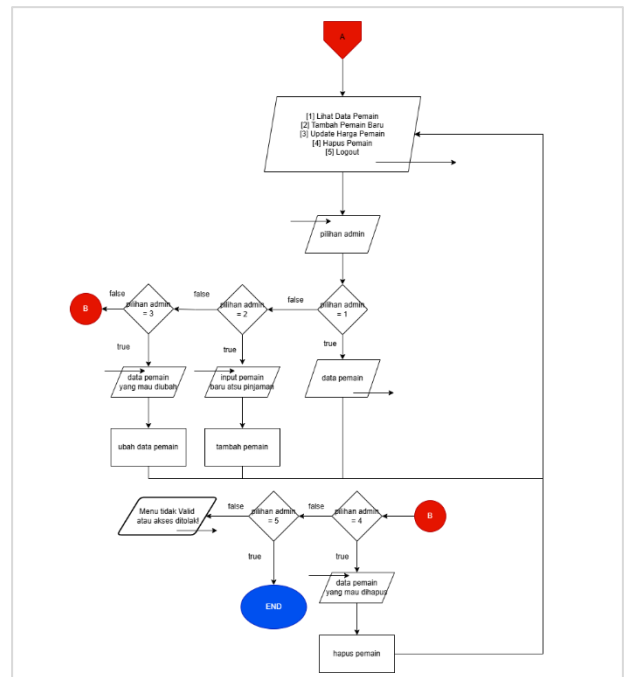 A
[1] Lihat Data Pemain
[2] Tambah Pemain Baru
[3] Update Harga Pemain
[4] Hapus Pemain
[5] Logout
pilihan admin
false
false
false
B
pilihan admin
= 3
pilihan admin
= 2
pilihan admin
= 1
true
true
true
data pemain
yang mau diubah
input pemain
baru atsu pinjaman
data pemain
ubah data pemain
tambah pemain
Menu tidak Valid
atau akses ditolak!
false
pilihan admin
= 5
false
pilihan admin
= 4
B
true
true
END
data pemain
yang mau dihapus
hapus pemain